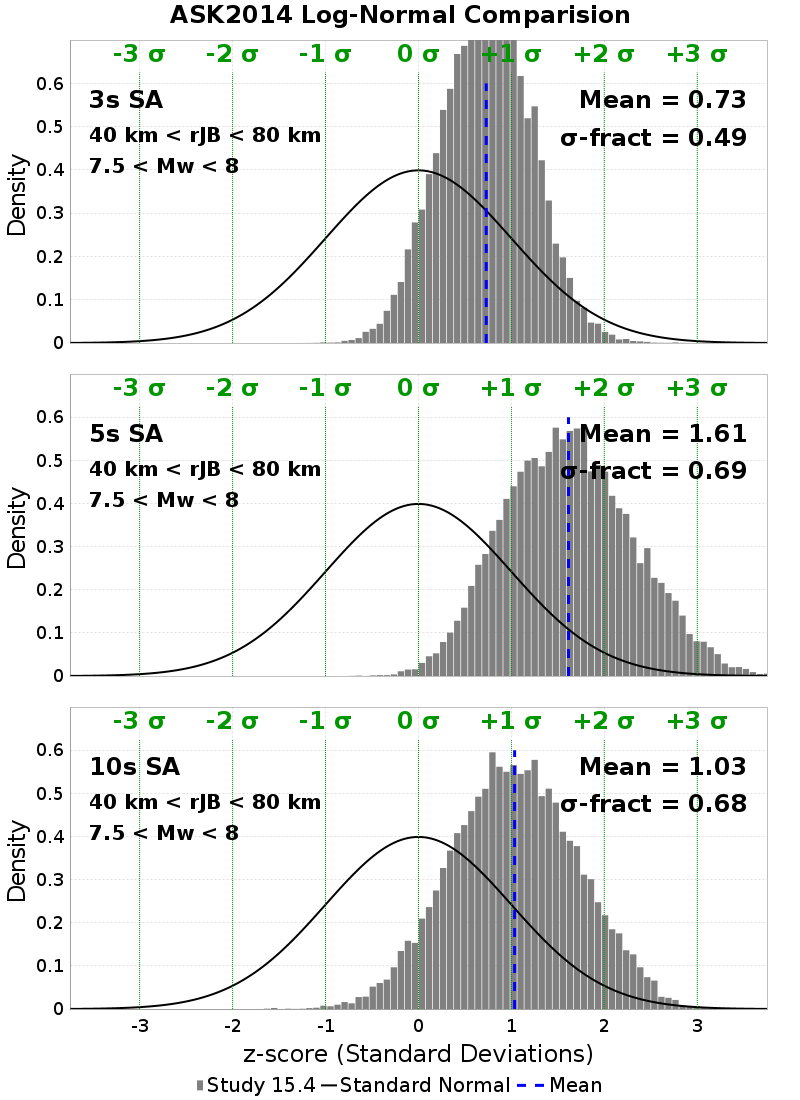 ASK2014 Log-Normal Comparision
-3 σ -2 σ -1 σ 0 σ +1 σ +2 σ +3 σ
3s SA
40 km < rJB < 80 km
7.5 < Mw < 8
Mean = 0.73
σ-fract = 0.49
Density
0.6
0.5
0.4
0.3
0.2
0.1
0
-3 σ -2 σ -1 σ 0 σ +1 σ +2 σ +3 σ
5s SA
40 km < rJB < 80 km
7.5 < Mw < 8
Mean = 1.61
σ-fract = 0.69
Density
0.6
0.5
0.4
0.3
0.2
0.1
0
-3 σ -2 σ -1 σ 0 σ +1 σ +2 σ +3 σ
10s SA
40 km < rJB < 80 km
7.5 < Mw < 8
Mean = 1.03
σ-fract = 0.68
Density
0.6
0.5
0.4
0.3
0.2
0.1
0
-3 -2 -1 0 1 2 3
z-score (Standard Deviations)
Study 15.4 Standard Normal Mean